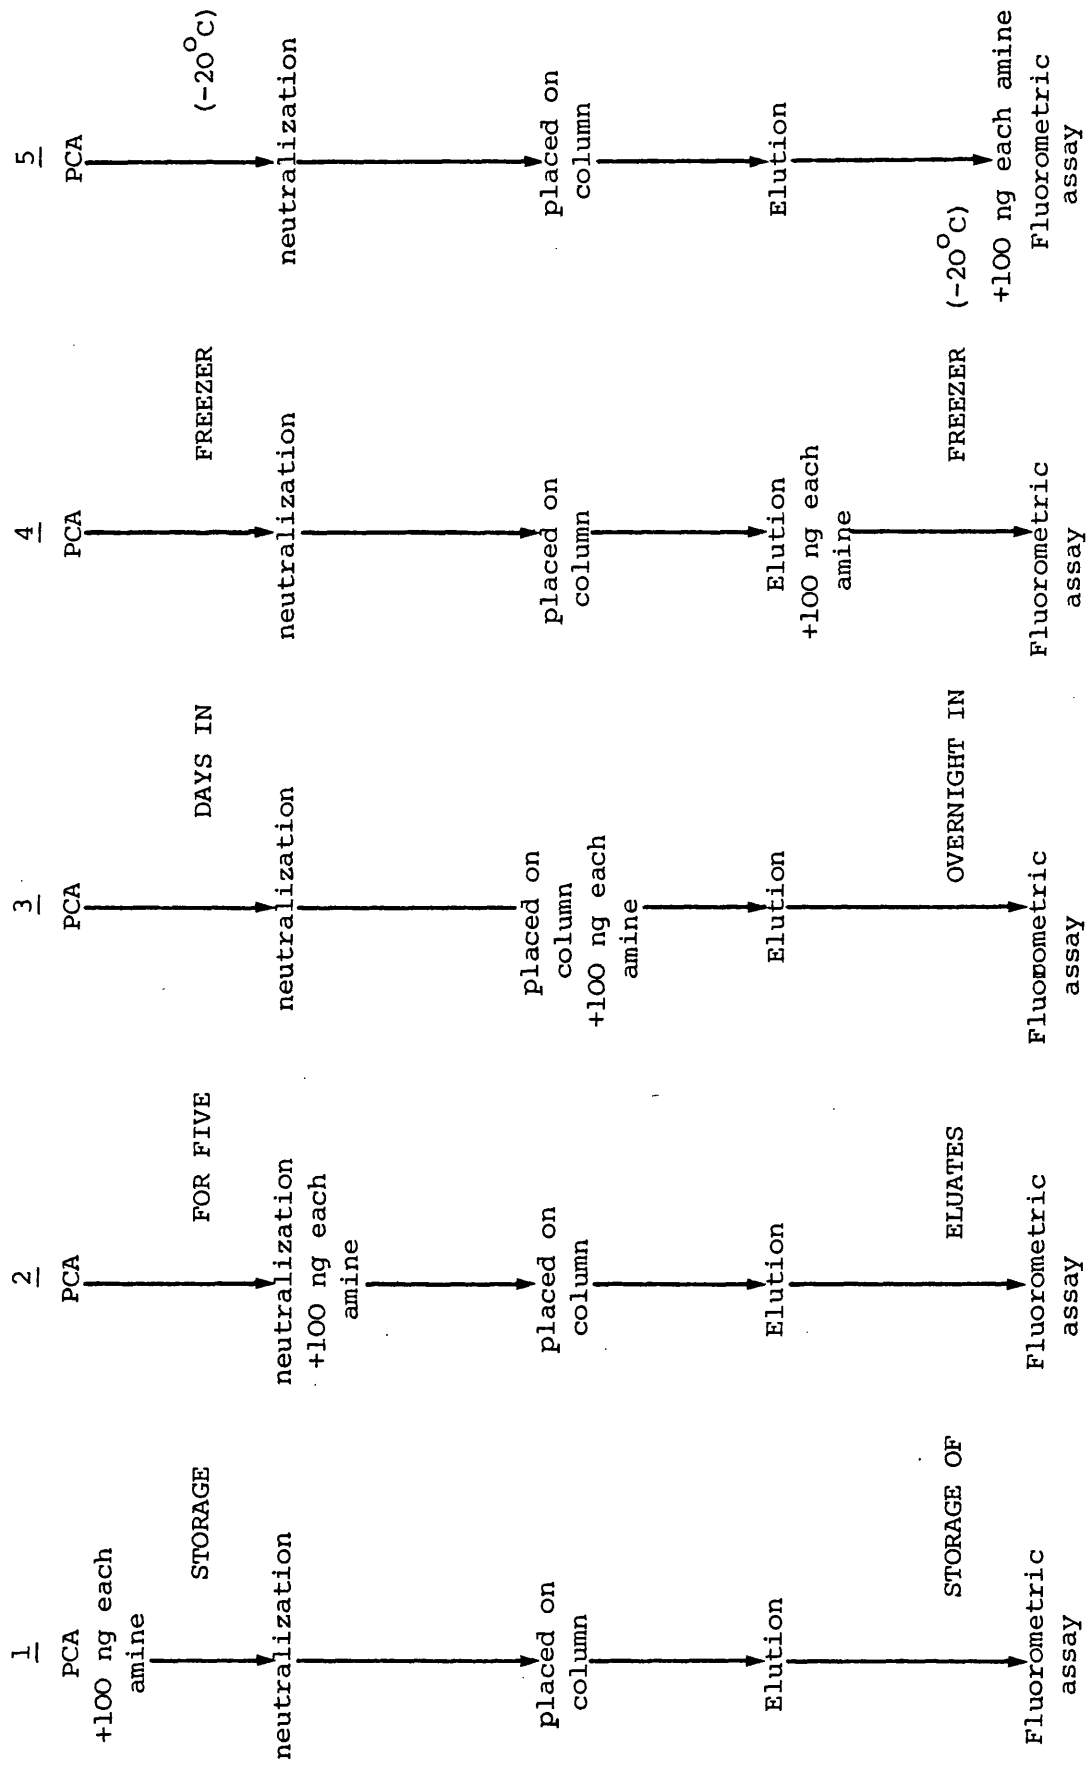 1 2 3 4 5
PCA PCA PCA PCA PCA
+100 ng each
amine
STORAGE FOR FIVE DAYS IN FREEZER (-20°C)
neutralization neutralization neutralization neutralization neutralization
+100 ng each
amine
placed on placed on placed on placed on placed on
column column column column column
+100 ng each
amine
Elution Elution Elution Elution Elution
+100 ng each
amine
STORAGE OF ELUATES OVERNIGHT IN FREEZER (-20°C)
+100 ng each amine
Fluorometric Fluorometric Fluorometric Fluorometric Fluorometric
assay assay assay assay assay